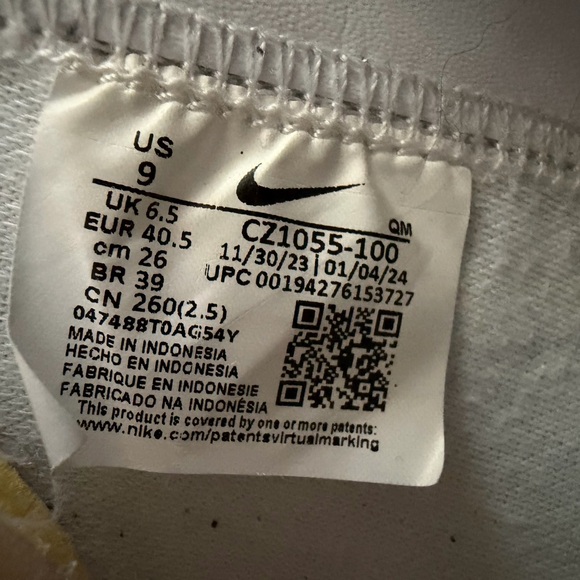 US
9
UK 6.5
EUR 40.5
cm 26
BR 39
CN 260(2.5)
047488T0AG54Y
QM
CZ1055-100
11/30/23 | 01/04/24
UPC 00194276153727
MADE IN INDONESIA
HECHO EN INDONESIA
FABRIQUE EN INDONESIE
FABRICADO NA INDONÉSIA
This product is covered by one or more patents:
www.nike.com/patentsvirtualmarking